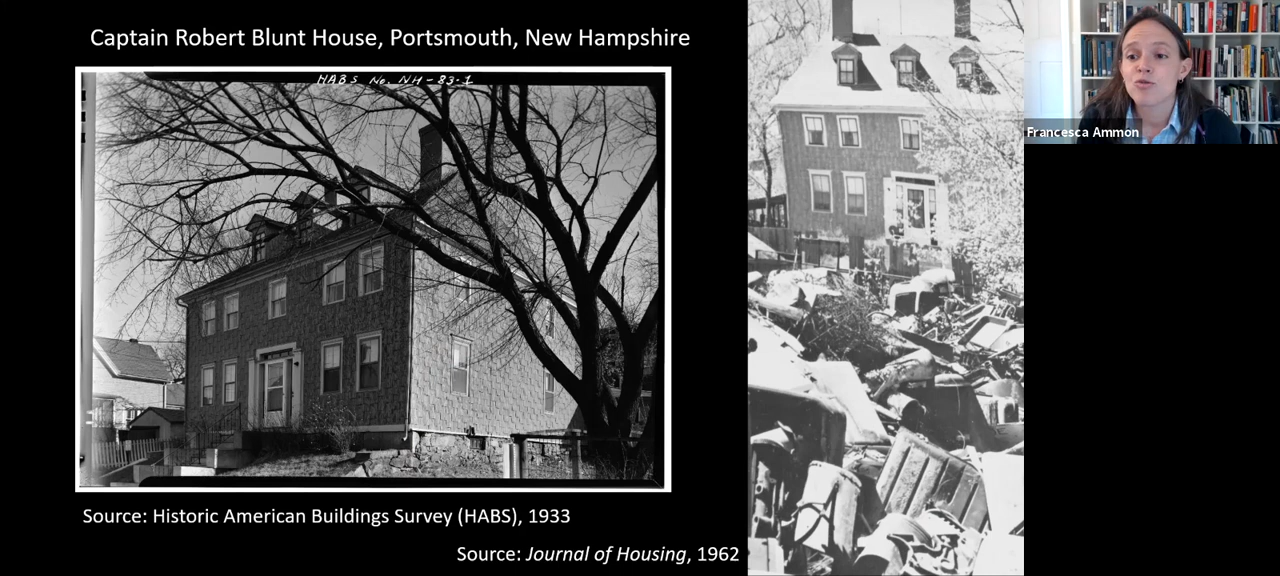 Captain Robert Blunt House, Portsmouth, New Hampshire
HABS No. NH-83-1
Francesca Ammon
Source: Historic American Buildings Survey (HABS), 1933
Source: Journal of Housing, 1962